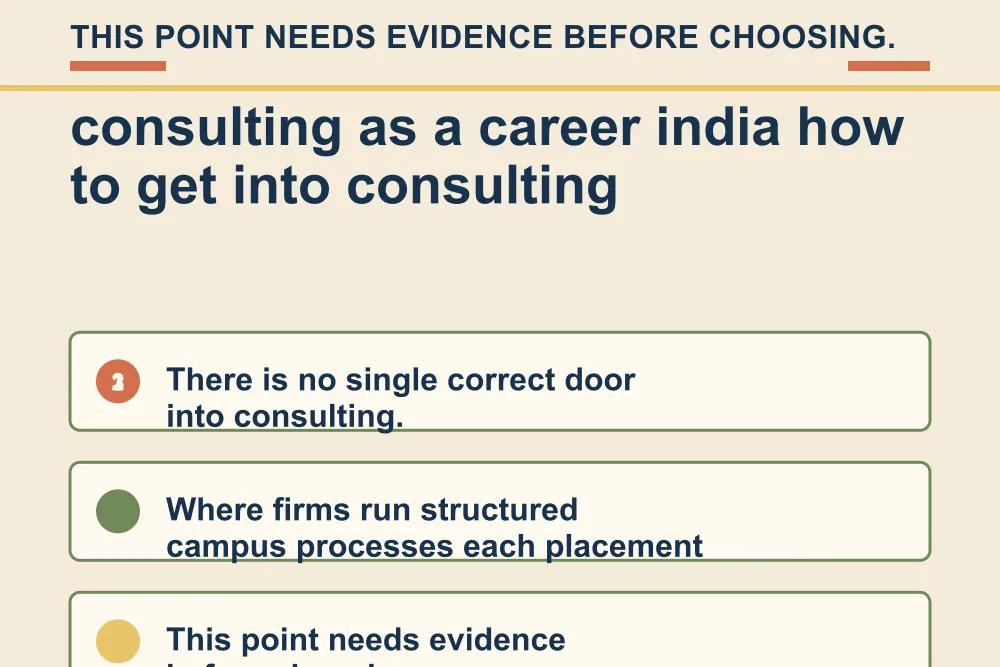 THIS POINT NEEDS EVIDENCE BEFORE CHOOSING.
consulting as a career india how
to get into consulting
There is no single correct door
into consulting.
Where firms run structured
campus processes each placement
This point needs evidence